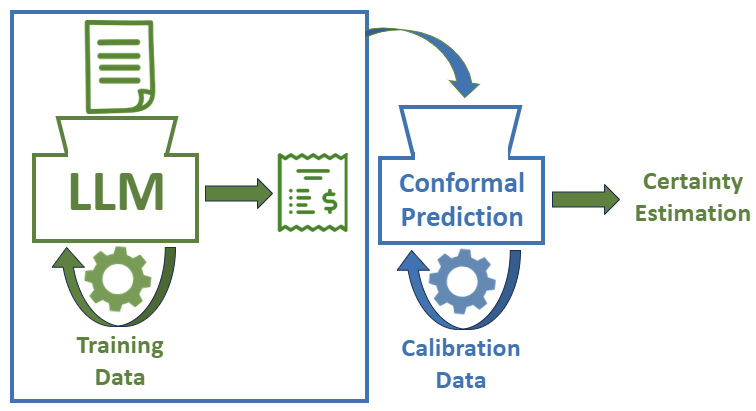 LLM
$
Training
Data
Conformal
Prediction
Calibration
Data
Certainty
Estimation